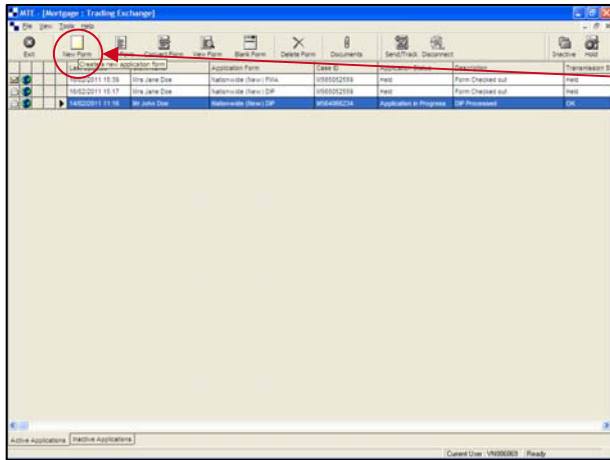 MTE - [Mortgage : Trading Exchange]
File View Tools Help
Exit New Form Form Convert Form View Form Blank Form Delete Form Documents Send/Track Disconnect Inactive Hold
Create a new application form
Application Form Case ID Application Status Description Transmission S
16/02/2011 15:39 Mrs Jane Doe Nationwide (New) FMA Held Form Checked out Held
16/02/2011 15:17 Mrs Jane Doe Nationwide (New) DIP Held Form Checked out Held
14/02/2011 11:16 Mr John Doe Nationwide (New) DIP Application in Progress DIP Processed OK
Active Applications Inactive Applications
Current User : Ready